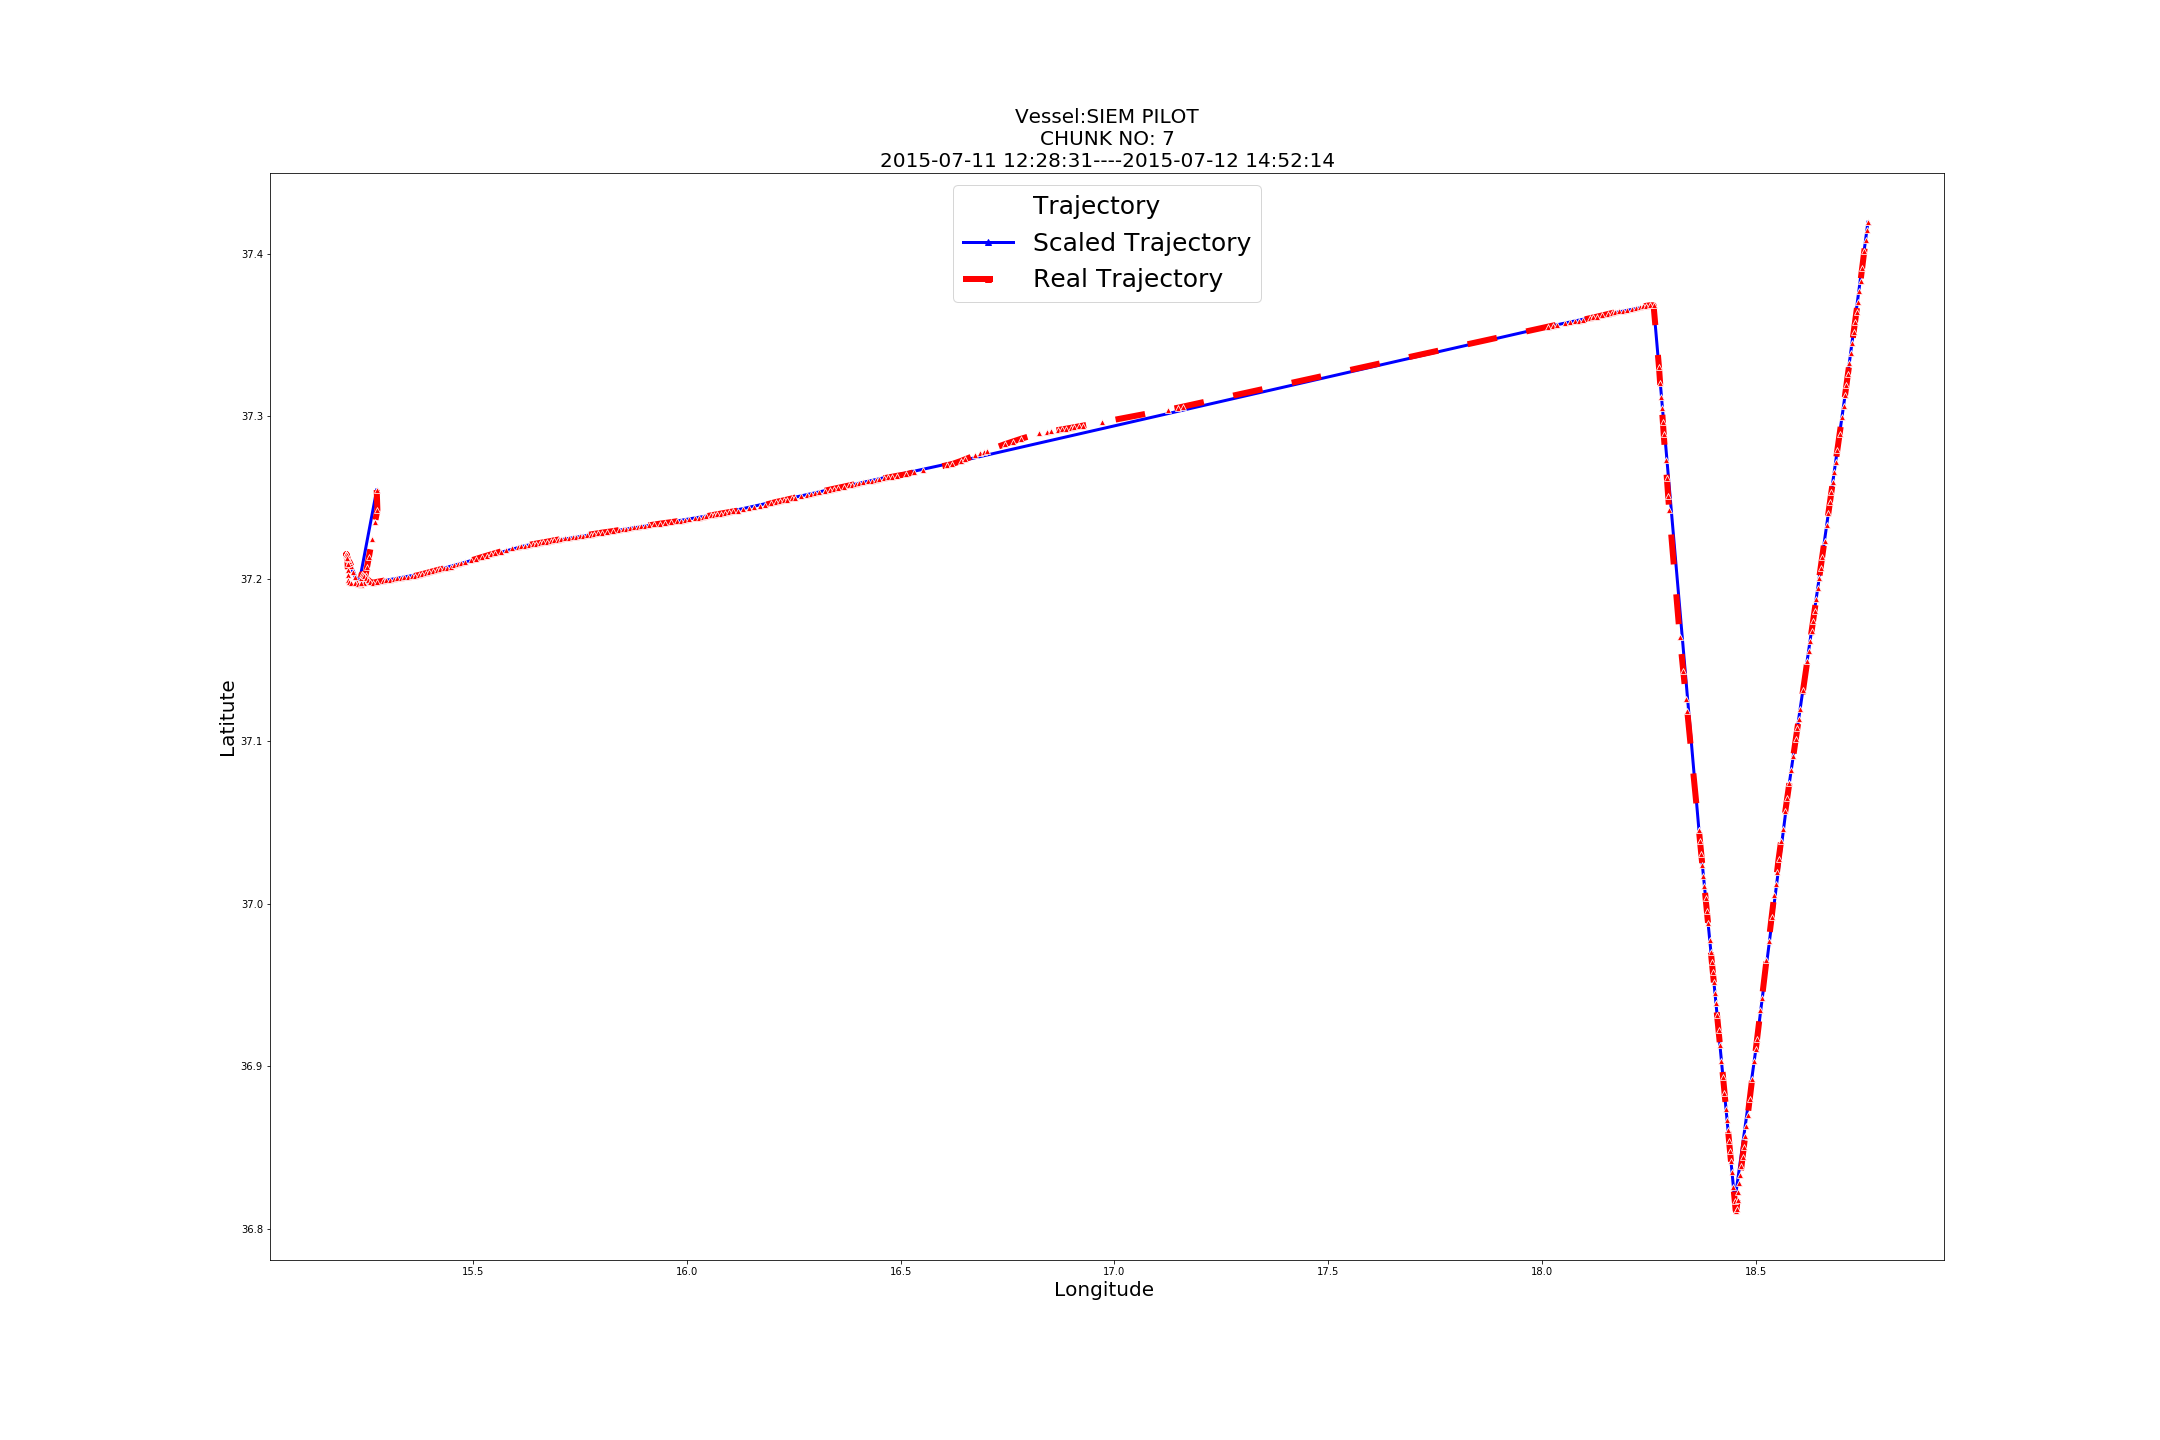 Vessel:SIEM PILOT
CHUNK NO: 7
2015-07-11 12:28:31----2015-07-12 14:52:14
Trajectory
Scaled Trajectory
Real Trajectory
37.4
37.3
37.2
37.1
37.0
36.9
36.8
Latitute
15.5 16.0 16.5 17.0 17.5 18.0 18.5
Longitude